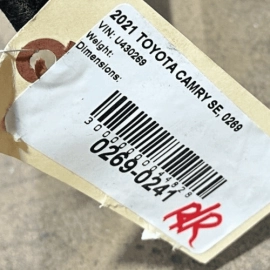 2021 TOYOTA CAMRY SE, 0269
VIN: U430269
Weight:
Dimensions:
0269-0241
R/R